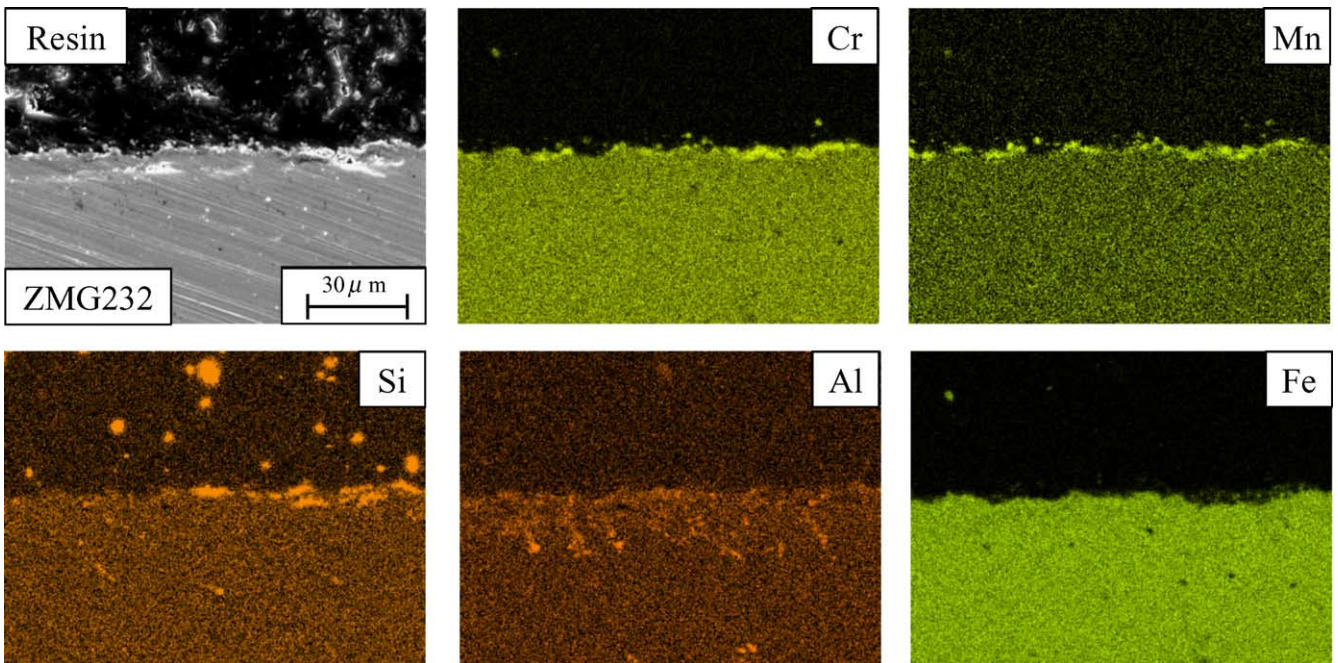 Resin
Cr
Mn
ZMG232
30 μ m
Si
Al
Fe